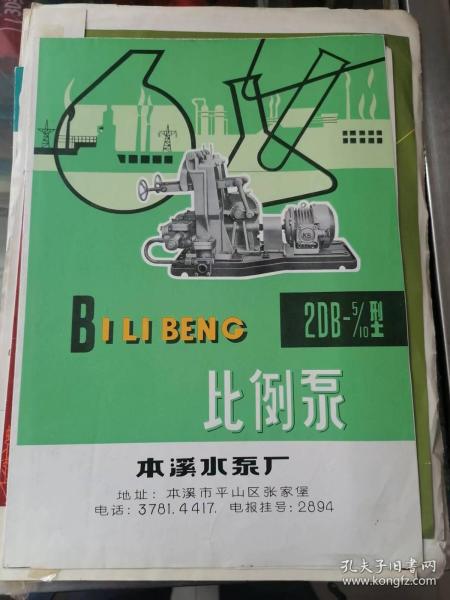 BILI BENG
2DB-5/10型
比例泵
本溪水泵厂
地址: 本溪市平山区张家堡
电话: 3781.4417. 电报挂号: 2894
孔夫子旧书网
www.kongfz.com